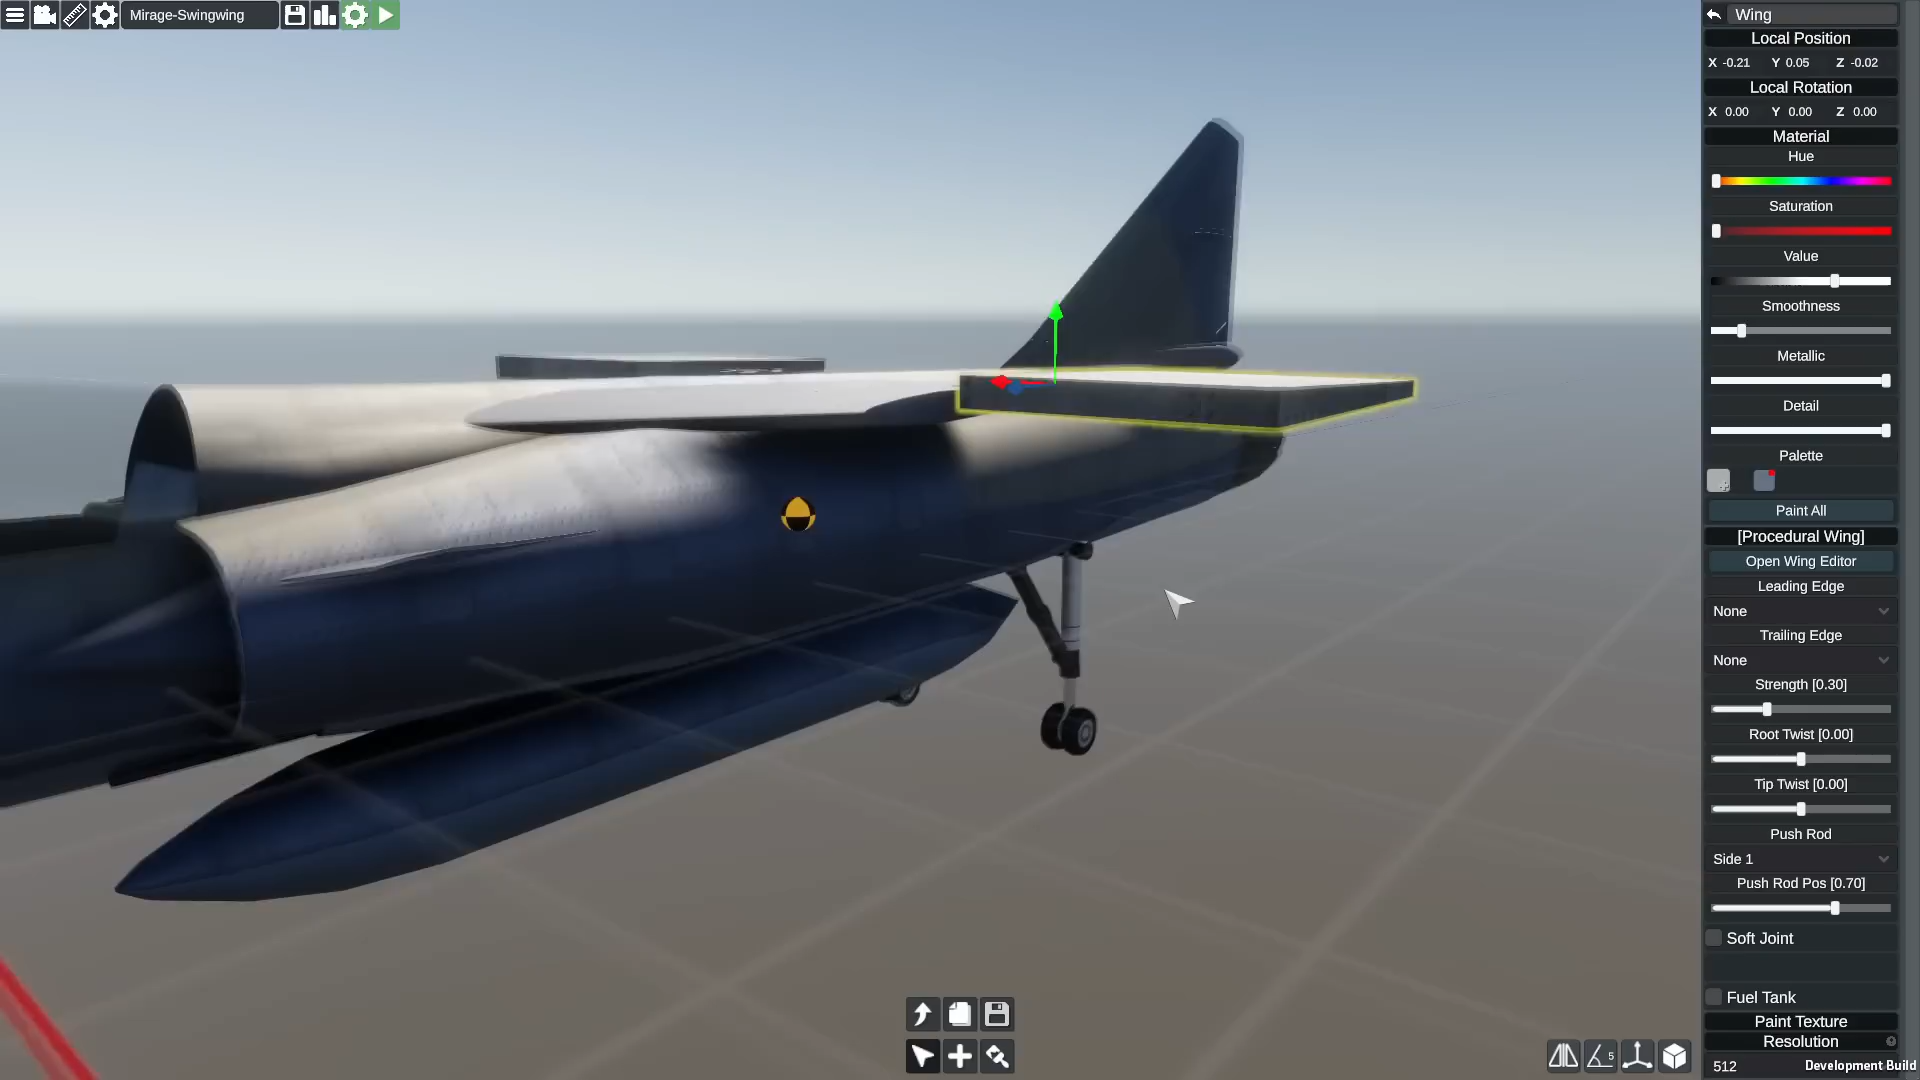 Mirage-Swingwing
Wing
Local Position
X -0.21 Y 0.05 Z -0.02
Local Rotation
X 0.00 Y 0.00 Z 0.00
Material
Hue
Saturation
Value
Smoothness
Metallic
Detail
Palette
Paint All
[Procedural Wing]
Open Wing Editor
Leading Edge
None
Trailing Edge
None
Strength [0.30]
Root Twist [0.00]
Tip Twist [0.00]
Push Rod
Side 1
Push Rod Pos [0.70]
Soft Joint
Fuel Tank
Paint Texture
Resolution
512
Development Build
5